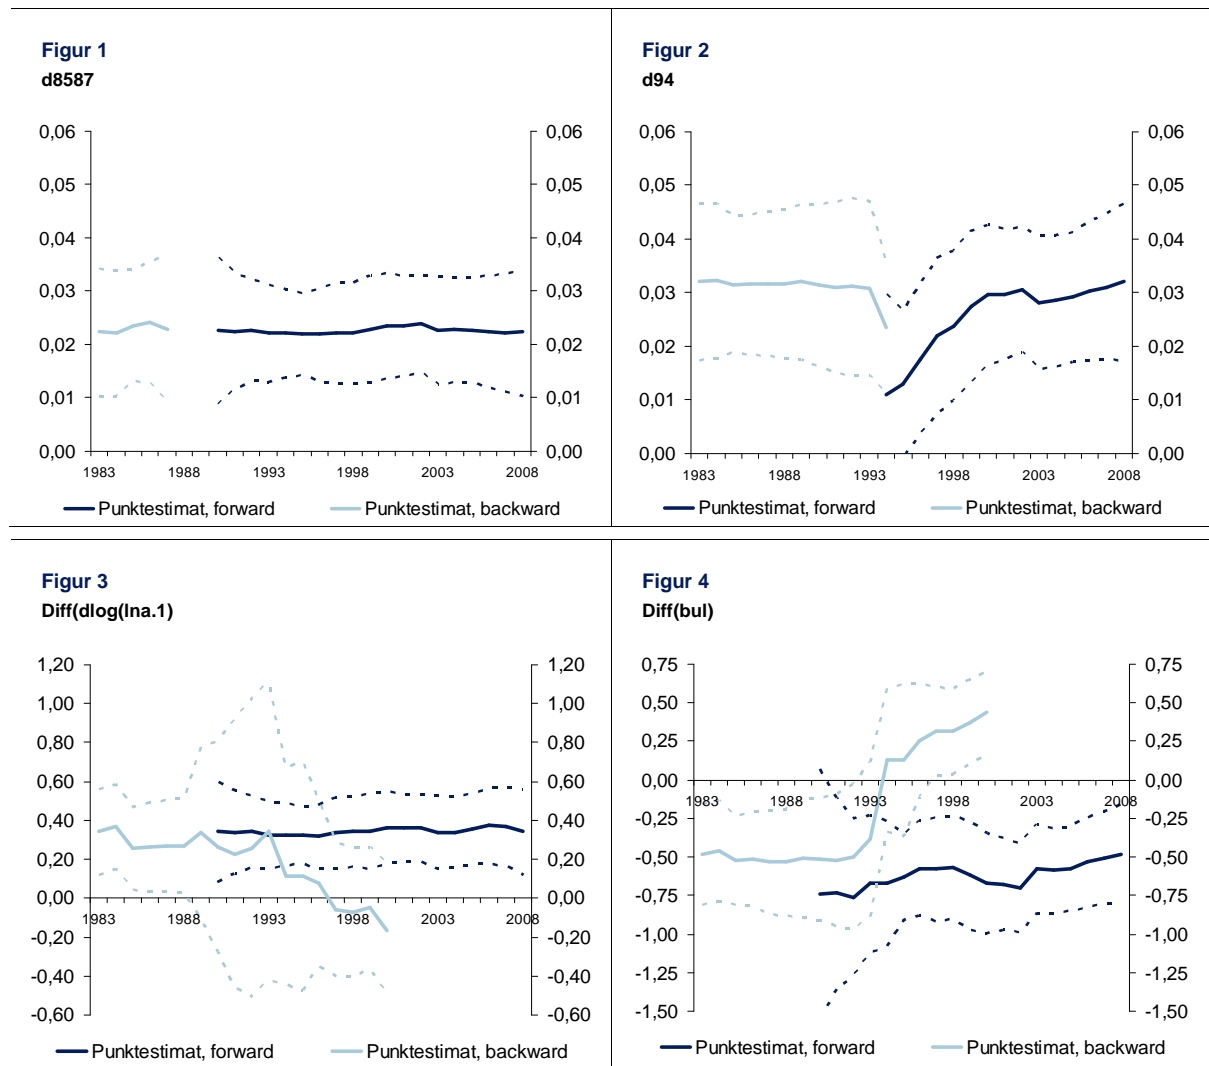 Figur 1
d8587
0,06 0,06
0,05 0,05
0,04 0,04
0,03 0,03
0,02 0,02
0,01 0,01
0,00 0,00
1983 1988 1993 1998 2003 2008
Punktestimat, forward Punktestimat, backward
Figur 2
d94
0,06 0,06
0,05 0,05
0,04 0,04
0,03 0,03
0,02 0,02
0,01 0,01
0,00 0,00
1983 1988 1993 1998 2003 2008
Punktestimat, forward Punktestimat, backward
Figur 3
Diff(dlog(lna.1)
1,20 1,20
1,00 1,00
0,80 0,80
0,60 0,60
0,40 0,40
0,20 0,20
0,00 0,00
1983 1988 1993 1998 2003 2008
-0,20 -0,20
-0,40 -0,40
-0,60 -0,60
Punktestimat, forward Punktestimat, backward
Figur 4
Diff(bul)
0,75 0,75
0,50 0,50
0,25 0,25
0,00 0,00
1983 1988 1993 1998 2003 2008
-0,25 -0,25
-0,50 -0,50
-0,75 -0,75
-1,00 -1,00
-1,25 -1,25
-1,50 -1,50
Punktestimat, forward Punktestimat, backward